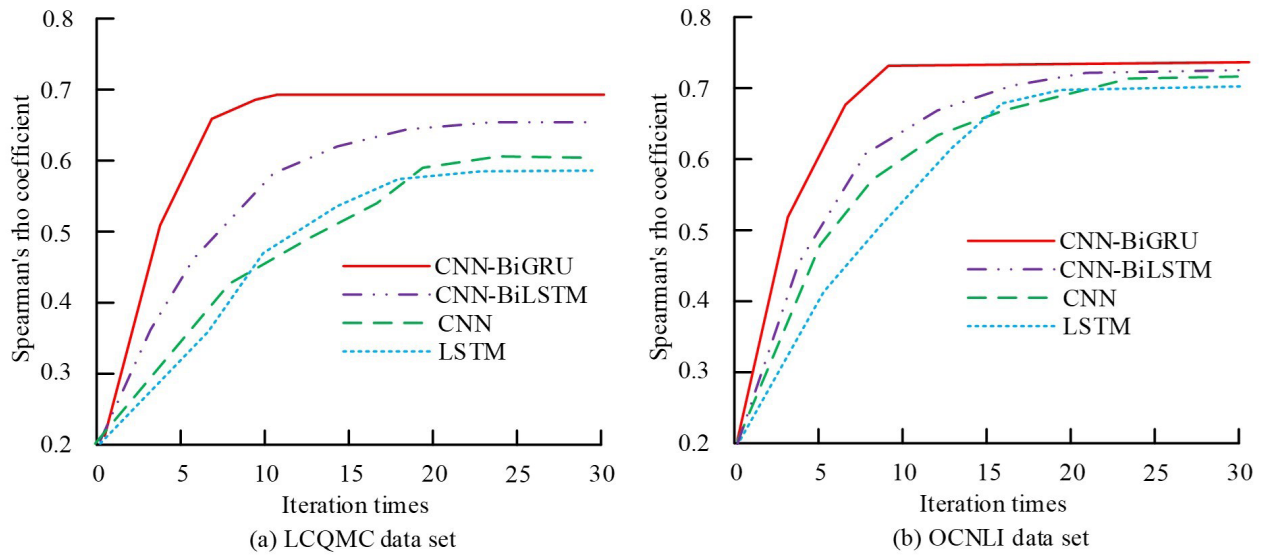 Spearman's rho coefficient
0.8
0.7
0.6
0.5
0.4
0.3
0.2
0
5
10
15
20
25
30
CNN-BiGRU
CNN-BiLSTM
CNN
LSTM
Iteration times
(a) LCQMC data set
Spearman's rho coefficient
0.8
0.7
0.6
0.5
0.4
0.3
0.2
0
5
10
15
20
25
30
CNN-BiGRU
CNN-BiLSTM
CNN
LSTM
Iteration times
(b) OCNLI data set